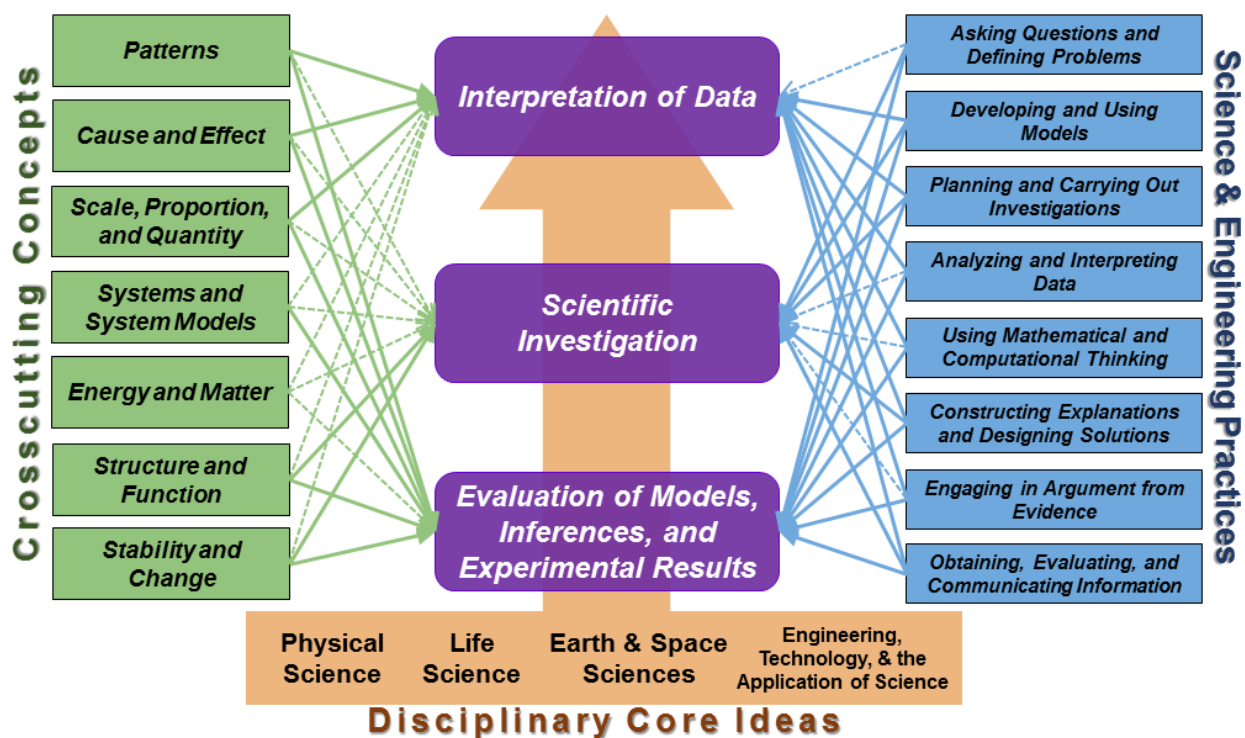 Crosscutting Concepts
Patterns
Cause and Effect
Scale, Proportion,
and Quantity
Systems and
System Models
Energy and Matter
Structure and
Function
Stability and
Change
Interpretation of Data
Scientific
Investigation
Evaluation of Models,
Inferences, and
Experimental Results
Asking Questions and
Defining Problems
Developing and Using
Models
Planning and Carrying Out
Investigations
Analyzing and Interpreting
Data
Using Mathematical and
Computational Thinking
Constructing Explanations
and Designing Solutions
Engaging in Argument from
Evidence
Obtaining, Evaluating, and
Communicating Information
Science & Engineering Practices
Physical
Science
Life
Science
Earth & Space
Sciences
Engineering,
Technology, & the
Application of Science
Disciplinary Core Ideas